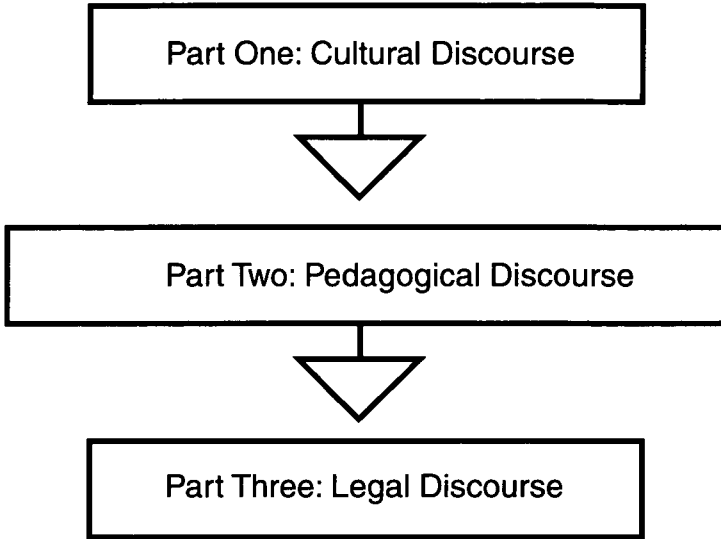 Part One: Cultural Discourse
Part Two: Pedagogical Discourse
Part Three: Legal Discourse